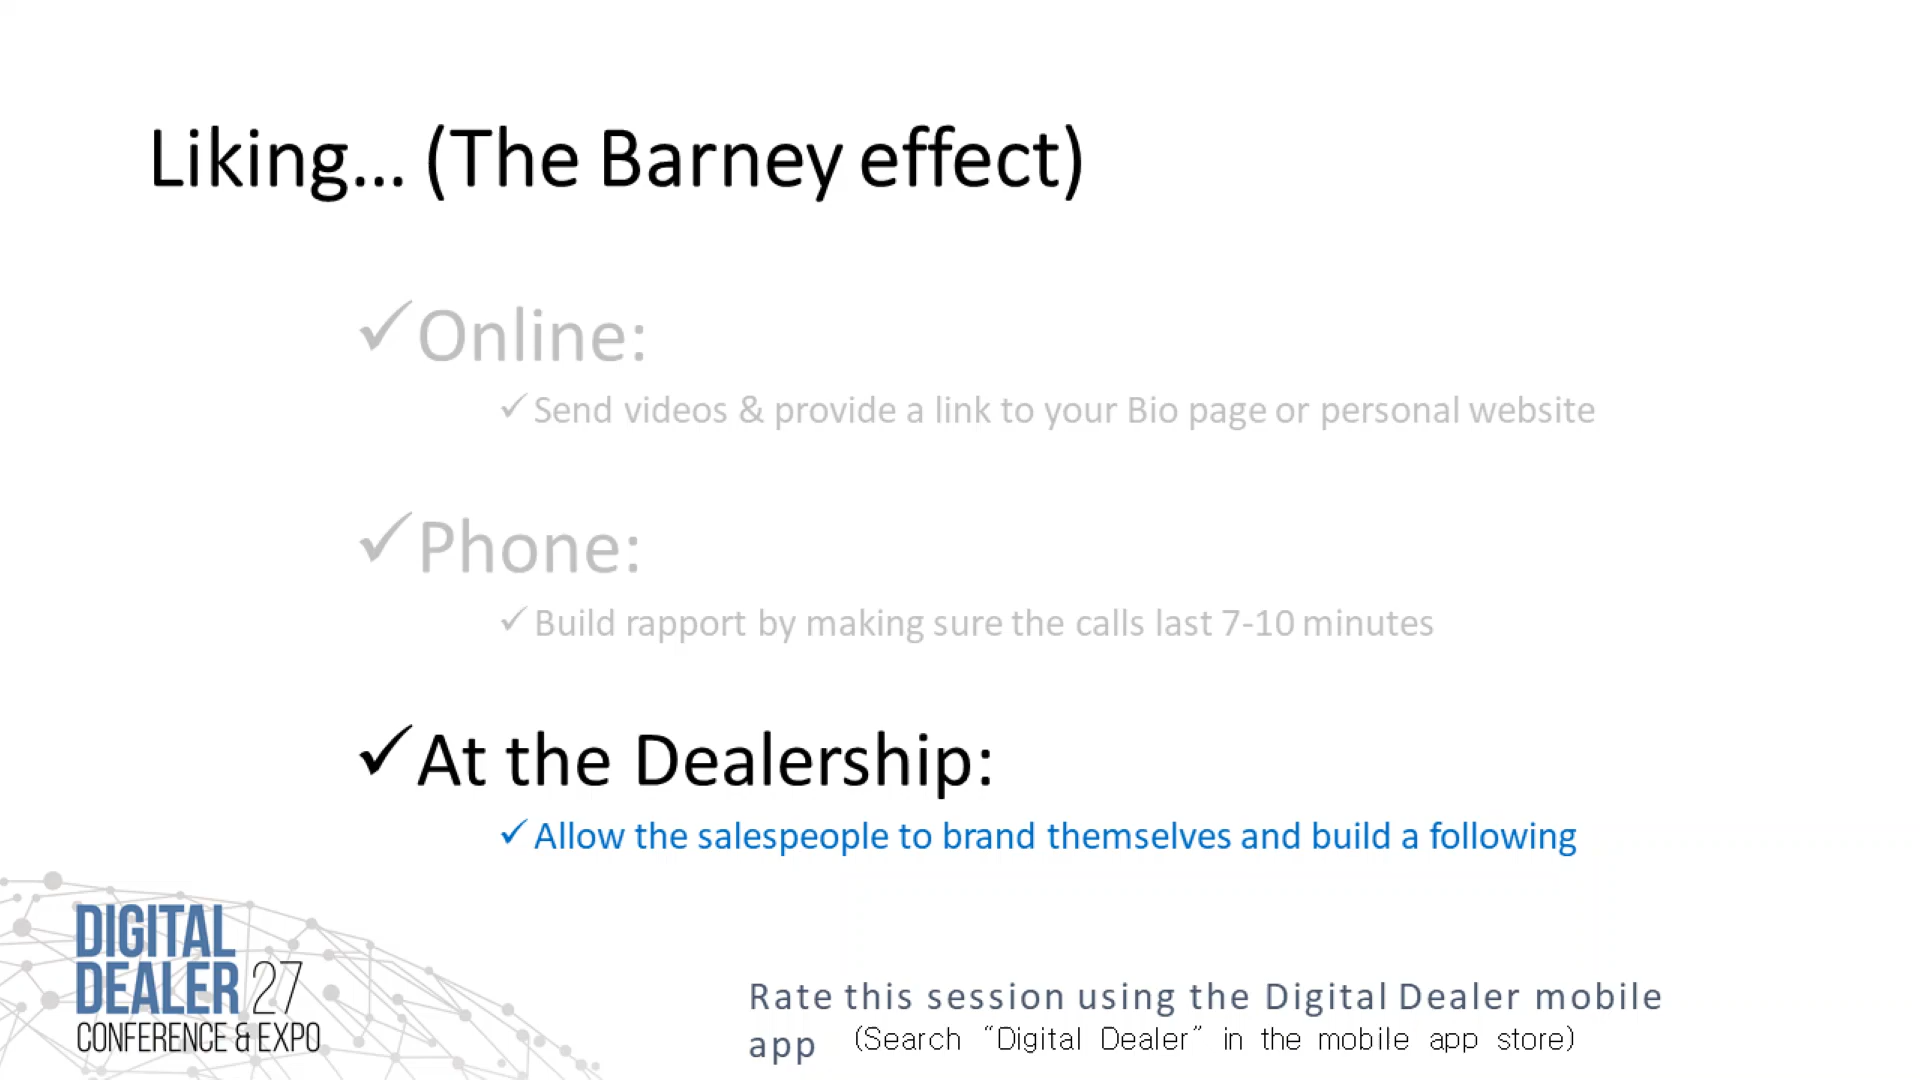 Liking... (The Barney effect)
✓Online:
✓Send videos & provide a link to your Bio page or personal website
✓Phone:
✓Build rapport by making sure the calls last 7-10 minutes
✓At the Dealership:
✓Allow the salespeople to brand themselves and build a following
DIGITAL
DEALER 27
CONFERENCE & EXPO
Rate this session using the Digital Dealer mobile
app (Search “Digital Dealer” in the mobile app store)